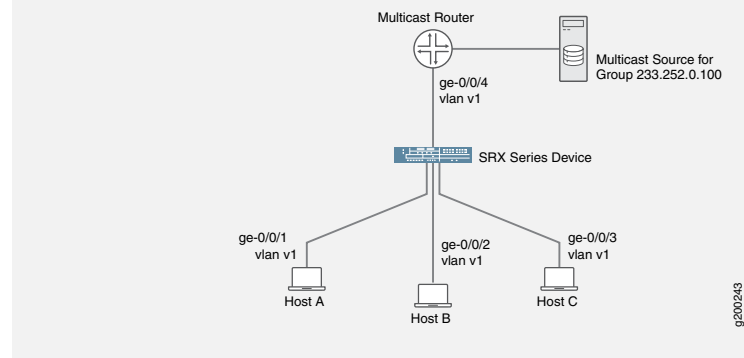 Multicast Router
Multicast Source for
Group 233.252.0.100
ge-0/0/4
vlan v1
SRX Series Device
ge-0/0/1
vlan v1
ge-0/0/2
vlan v1
ge-0/0/3
vlan v1
Host A
Host B
Host C
g200243